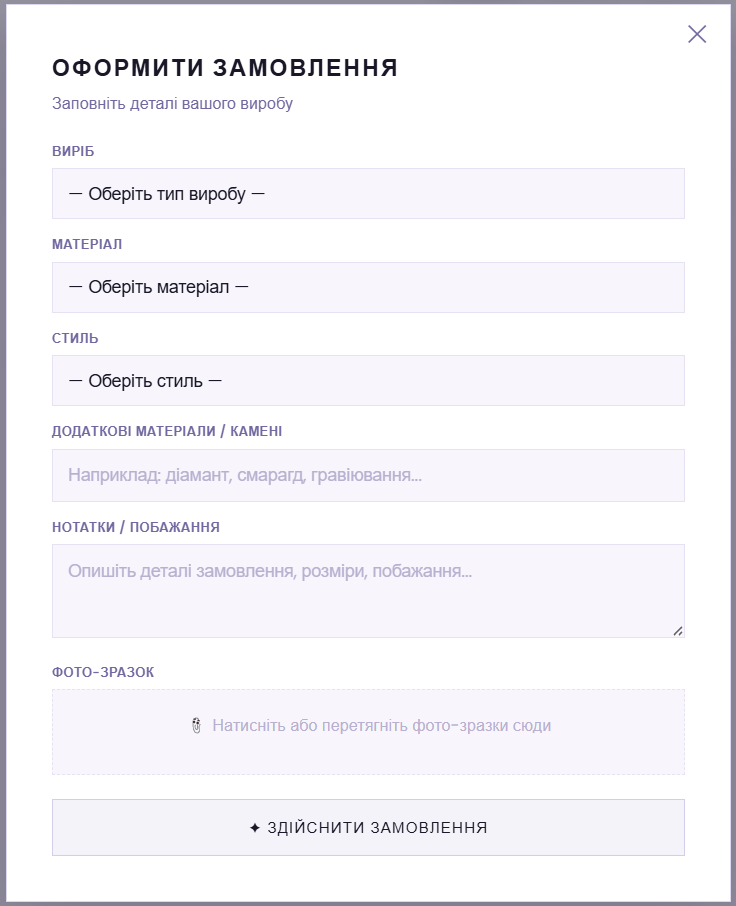 ОФОРМИТИ ЗАМОВЛЕННЯ
Заповніть деталі вашого виробу
ВИРІБ
— Оберіть тип виробу —
МАТЕРІАЛ
— Оберіть матеріал —
СТИЛЬ
— Оберіть стиль —
ДОДАТКОВІ МАТЕРІАЛИ / КАМЕНІ
Наприклад: діамант, смарагд, гравіювання...
НОТАТКИ / ПОБАЖАННЯ
Опишіть деталі замовлення, розміри, побажання...
ФОТО-ЗРАЗОК
Натисніть або перетягніть фото-зразки сюди
✦ ЗДІЙСНИТИ ЗАМОВЛЕННЯ